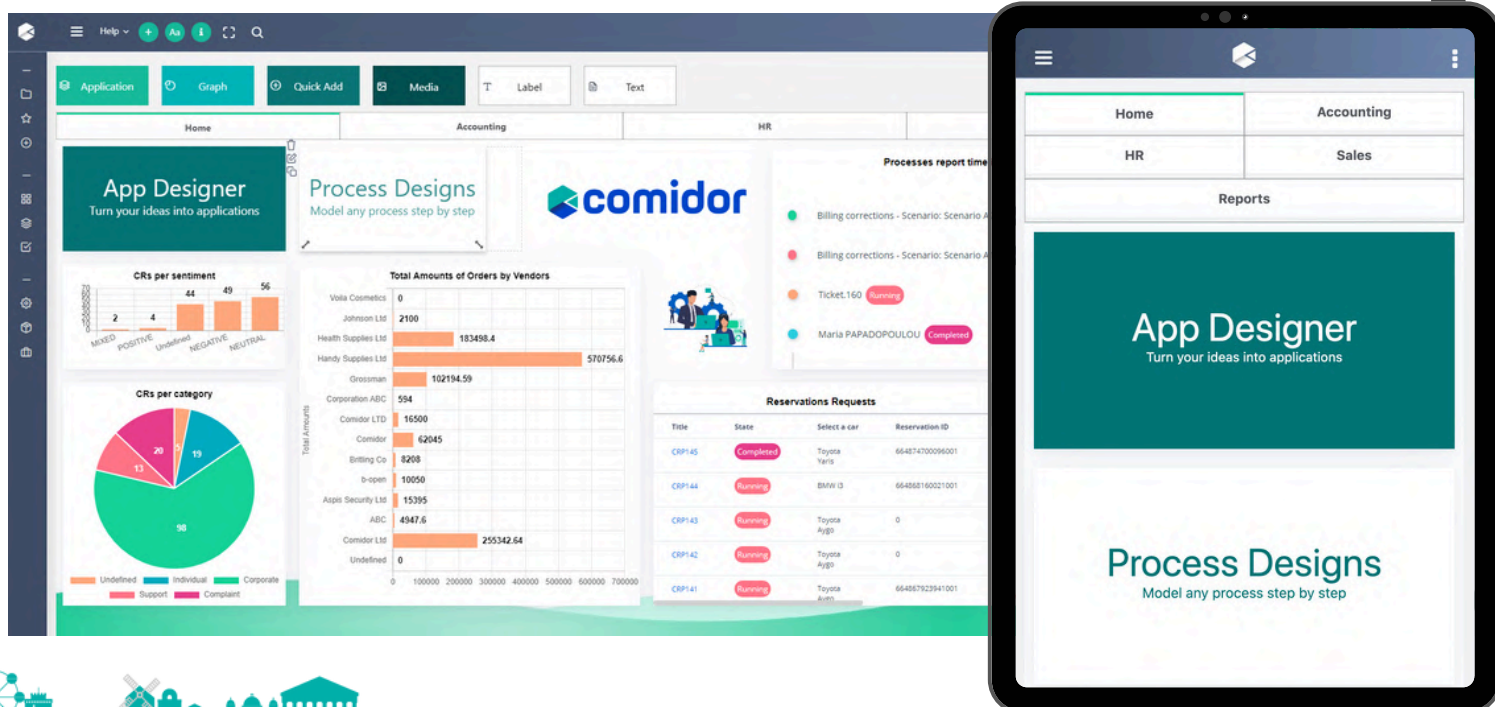 Help
Aa
i
Application
Graph
Quick Add
Media
T Label
Text
Home
Accounting
HR
App Designer
Turn your ideas into applications
Process Designs
Model any process step by step
comidor
Processes report time
Billing corrections - Scenario: Scenario A
Billing corrections - Scenario: Scenario A
Ticket.160 Running
Maria PAPADOPOULOU Completed
CRs per sentiment
70
0
2
4
44
49
56
MIXED
POSITIVE
Undefined
NEGATIVE
NEUTRAL
Total Amounts of Orders by Vendors
Total Amounts
Voila Cosmetics 0
Johnson Ltd 2100
Health Supplies Ltd 183498.4
Handy Supplies Ltd 570756.6
Grossman 102194.59
Corporation ABC 594
Comidor LTD 16500
Comidor 62045
Britling Co 8208
b-open 10050
Aspis Security Ltd 15395
ABC 4947.6
Comidor Ltd 255342.64
Undefined 0
0 100000 200000 300000 400000 500000 600000 700000
CRs per category
5
19
20
13
98
Undefined Individual Corporate
Support Complaint
Reservations Requests
Title State Select a car Reservation ID
CRP145 Completed Toyota Yaris 664874700096001
CRP144 Running BMW i3 664868160021001
CRP143 Running Toyota Aygo 0
CRP142 Running Toyota Aygo 0
CRP141 Running Toyota Aygo 664867923941001
Home
Accounting
HR
Sales
Reports
App Designer
Turn your ideas into applications
Process Designs
Model any process step by step